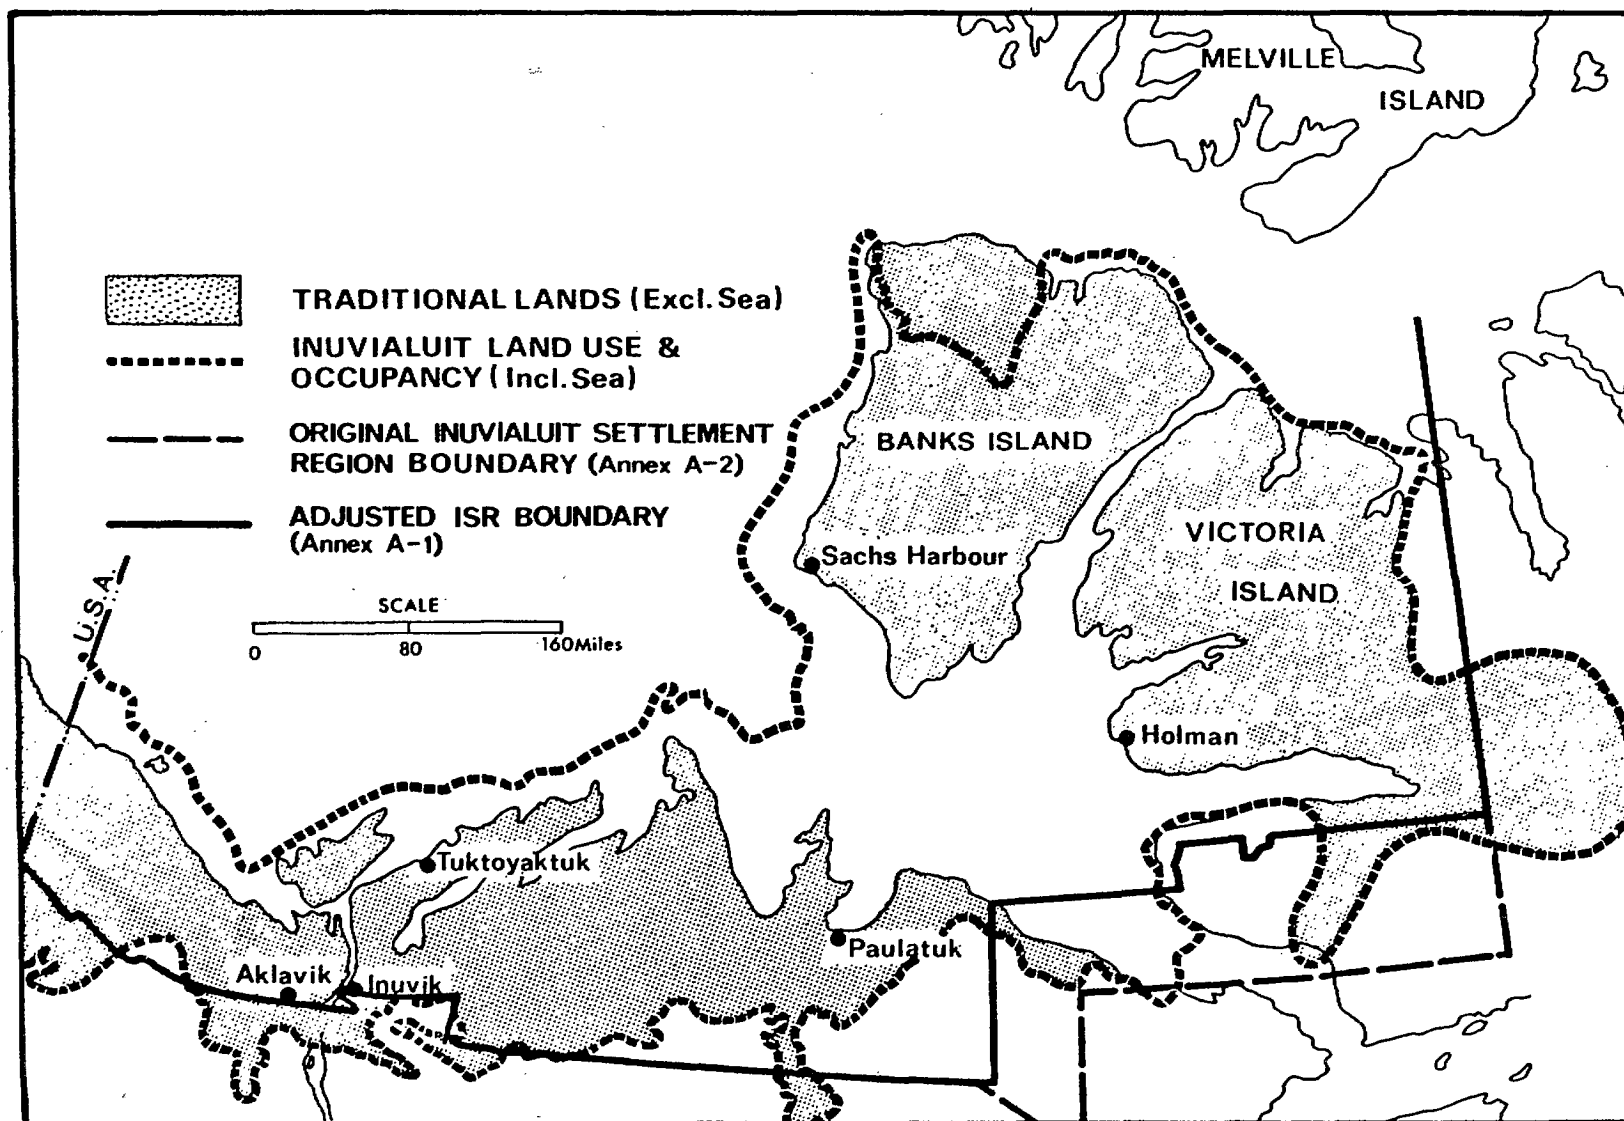 MELVILLE
ISLAND
TRADITIONAL LANDS (Excl. Sea)
INUVIALUIT LAND USE &
OCCUPANCY (Incl. Sea)
ORIGINAL INUVIALUIT SETTLEMENT
REGION BOUNDARY (Annex A-2)
ADJUSTED ISR BOUNDARY
(Annex A-1)
BANKS ISLAND
VICTORIA
ISLAND
Sachs Harbour
U.S.A.
SCALE
0 80 160 Miles
Holman
Tuktoyaktuk
Paulatuk
Aklavik
Inuvik